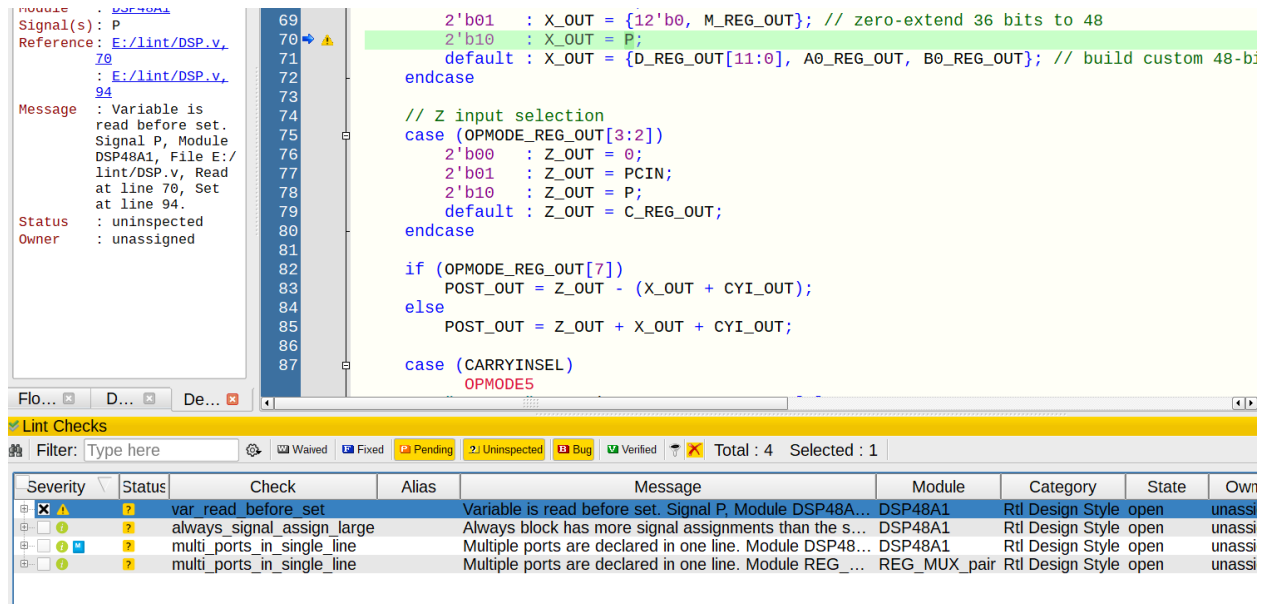 Module : DSP48A1
Signal(s): P
Reference: E:/lint/DSP.v,
70
: E:/lint/DSP.v,
94
Message : Variable is
read before set.
Signal P, Module
DSP48A1, File E:/
lint/DSP.v, Read
at line 70, Set
at line 94.
Status : uninspected
Owner : unassigned
Flo... D... De...
69 2'b01 : X_OUT = {12'b0, M_REG_OUT}; // zero-extend 36 bits to 48
70 2'b10 : X_OUT = P;
71 default : X_OUT = {D_REG_OUT[11:0], A0_REG_OUT, B0_REG_OUT}; // build custom 48-bi
72 endcase
73
74 // Z input selection
75 case (OPMODE_REG_OUT[3:2])
76 2'b00 : Z_OUT = 0;
77 2'b01 : Z_OUT = PCIN;
78 2'b10 : Z_OUT = P;
79 default : Z_OUT = C_REG_OUT;
80 endcase
81
82 if (OPMODE_REG_OUT[7])
83 POST_OUT = Z_OUT - (X_OUT + CYI_OUT);
84 else
85 POST_OUT = Z_OUT + X_OUT + CYI_OUT;
86
87 case (CARRYINSEL)
OPMODE5
Lint Checks
Filter: Type here Waived Fixed Pending Uninspected Bug Verified Total : 4 Selected : 1
Severity Status Check Alias Message Module Category State Own
var_read_before_set Variable is read before set. Signal P, Module DSP48A... DSP48A1 Rtl Design Style open unassi
always_signal_assign_large Always block has more signal assignments than the s... DSP48A1 Rtl Design Style open unassi
multi_ports_in_single_line Multiple ports are declared in one line. Module DSP48... DSP48A1 Rtl Design Style open unassi
multi_ports_in_single_line Multiple ports are declared in one line. Module REG_... REG_MUX_pair Rtl Design Style open unassi